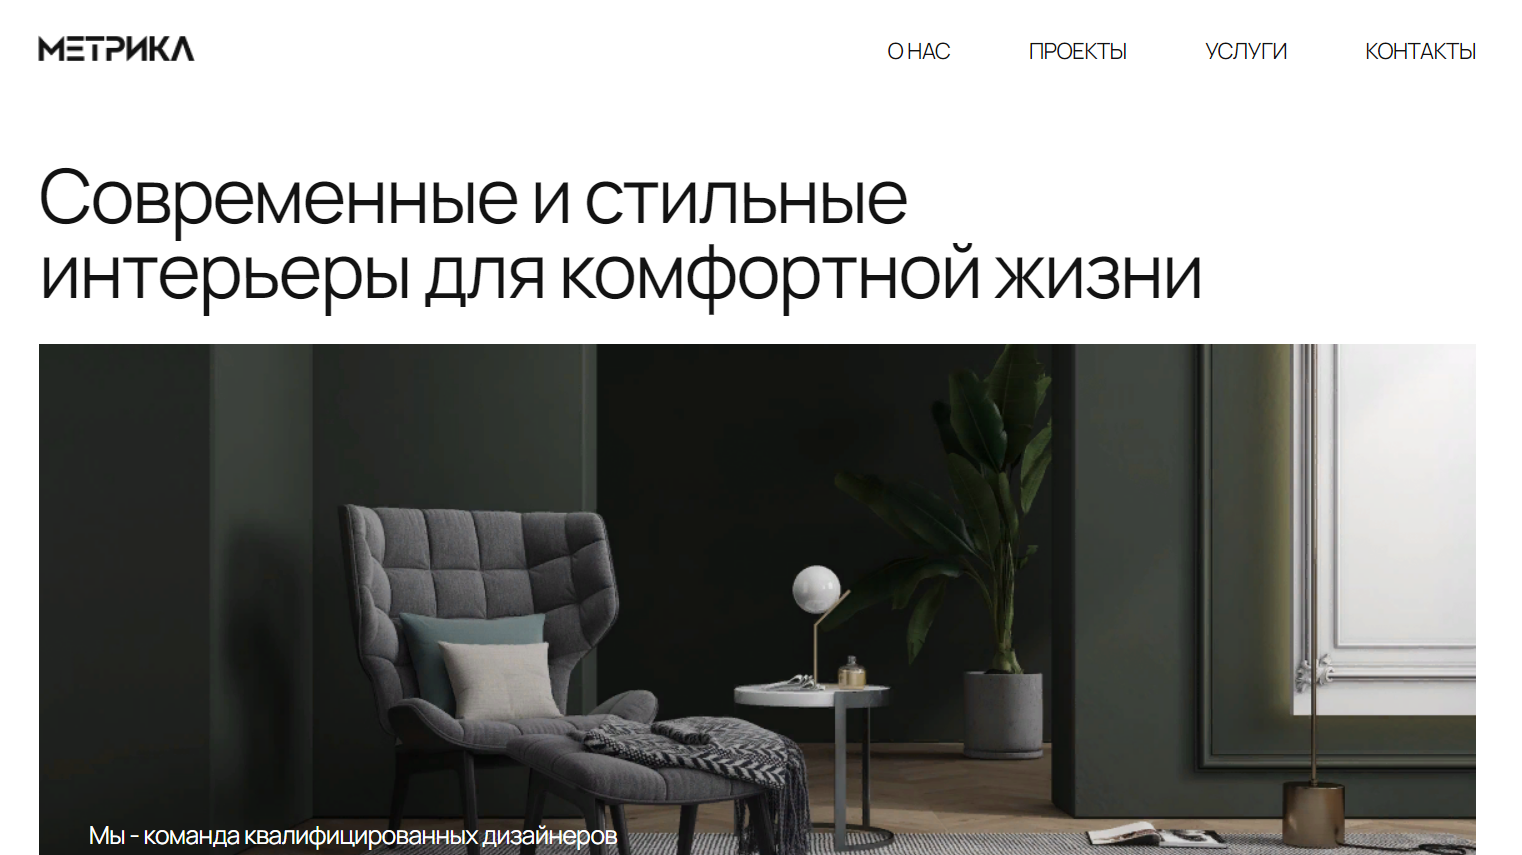 МЕТРИКА
О НАС ПРОЕКТЫ УСЛУГИ КОНТАКТЫ
Современные и стильные
интерьеры для комфортной жизни
Мы - команда квалифицированных дизайнеров